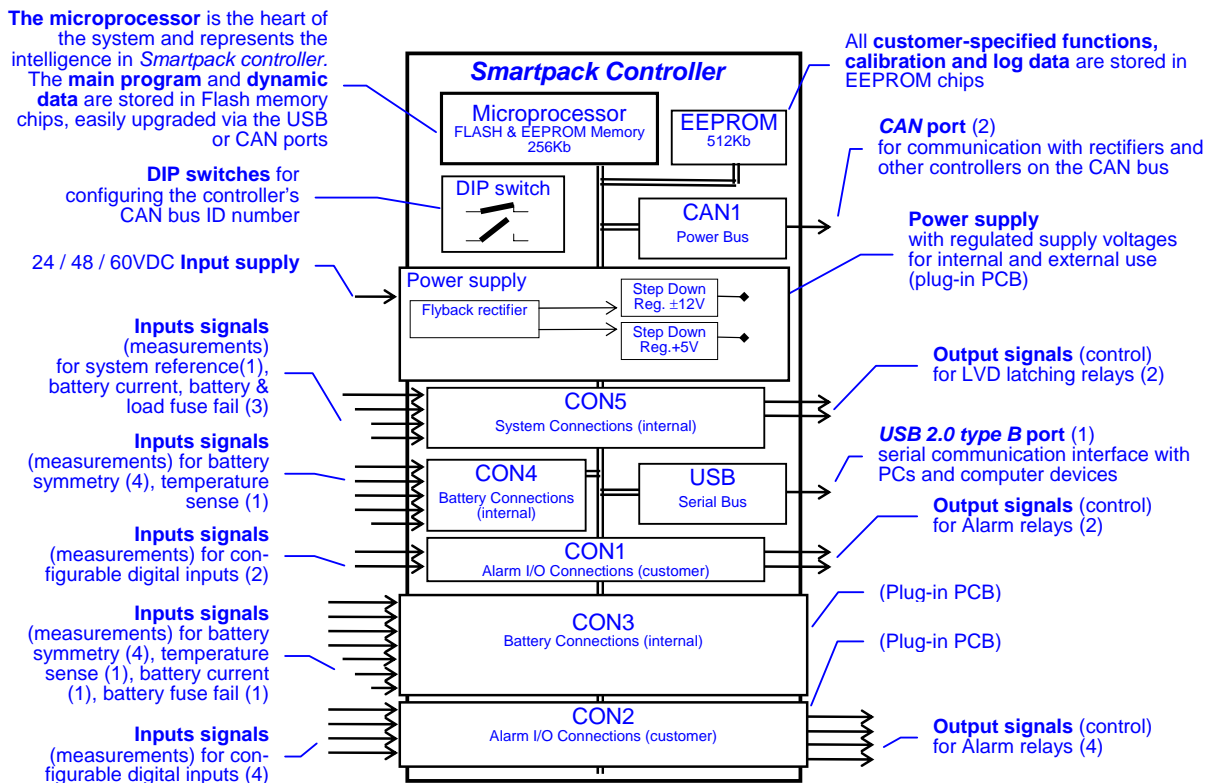 The microprocessor is the heart of
the system and represents the
intelligence in Smartpack controller.
The main program and dynamic
data are stored in Flash memory
chips, easily upgraded via the USB
or CAN ports
DIP switches for
configuring the controller's
CAN bus ID number
24 / 48 / 60VDC Input supply
Inputs signals
(measurements)
for system reference(1),
battery current, battery &
load fuse fail (3)
Inputs signals
(measurements) for battery
symmetry (4), temperature
sense (1)
Inputs signals
(measurements) for con-
figurable digital inputs (2)
Inputs signals
(measurements) for battery
symmetry (4), temperature
sense (1), battery current
(1), battery fuse fail (1)
Inputs signals
(measurements) for con-
figurable digital inputs (4)
Smartpack Controller
Microprocessor
FLASH & EEPROM Memory
256Kb
EEPROM
512Kb
DIP switch
CAN1
Power Bus
Power supply
Flyback rectifier
Step Down
Reg. ±12V
Step Down
Reg.+5V
CON5
System Connections (internal)
CON4
Battery Connections
(internal)
USB
Serial Bus
CON1
Alarm I/O Connections (customer)
CON3
Battery Connections (internal)
CON2
Alarm I/O Connections (customer)
All customer-specified functions,
calibration and log data are stored in
EEPROM chips
CAN port (2)
for communication with rectifiers and
other controllers on the CAN bus
Power supply
with regulated supply voltages
for internal and external use
(plug-in PCB)
Output signals (control)
for LVD latching relays (2)
USB 2.0 type B port (1)
serial communication interface with
PCs and computer devices
Output signals (control)
for Alarm relays (2)
(Plug-in PCB)
(Plug-in PCB)
Output signals (control)
for Alarm relays (4)